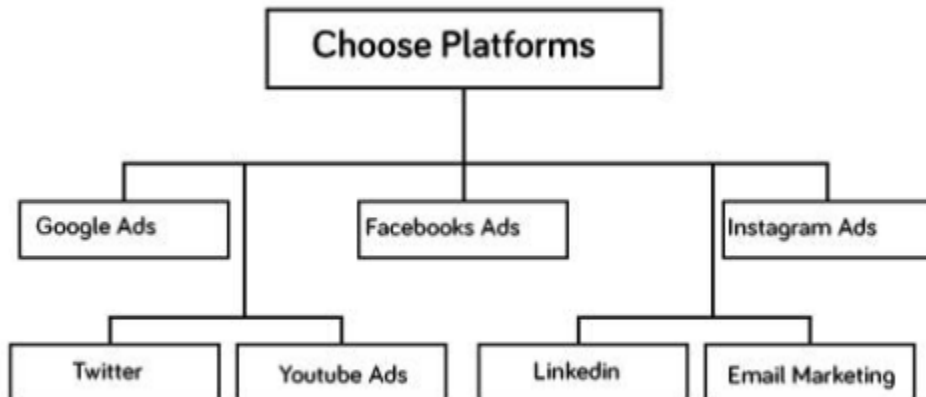 Choose Platforms
Google Ads
Facebooks Ads
Instagram Ads
Twitter
Youtube Ads
Linkedin
Email Marketing